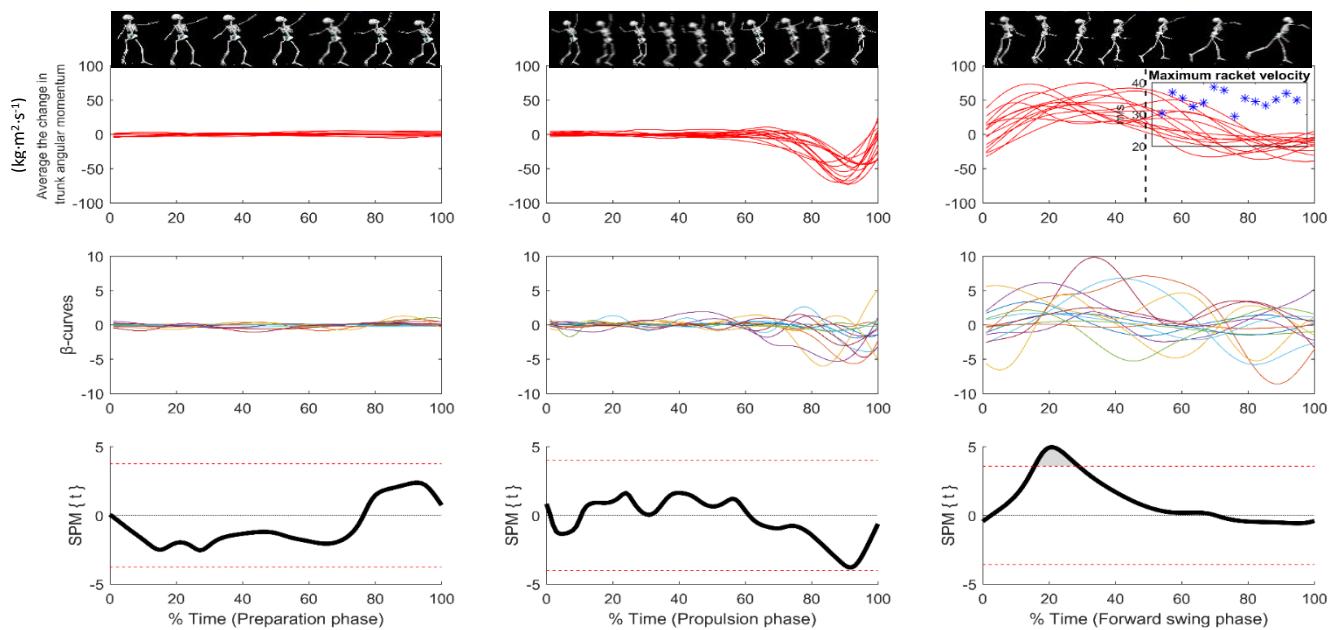 (kg·m²·s⁻¹)
Average the change in
trunk angular momentum
100
50
0
-50
-100
0 20 40 60 80 100
100
50
0
-50
-100
0 20 40 60 80 100
100
50
0
-50
-100
0 20 40 60 80 100
Maximum racket velocity
40
30
20
β-curves
10
5
0
-5
-10
0 20 40 60 80 100
10
5
0
-5
-10
0 20 40 60 80 100
10
5
0
-5
-10
0 20 40 60 80 100
SPM { t }
5
0
-5
0 20 40 60 80 100
% Time (Preparation phase)
SPM { t }
5
0
-5
0 20 40 60 80 100
% Time (Propulsion phase)
SPM { t }
5
0
-5
0 20 40 60 80 100
% Time (Forward swing phase)